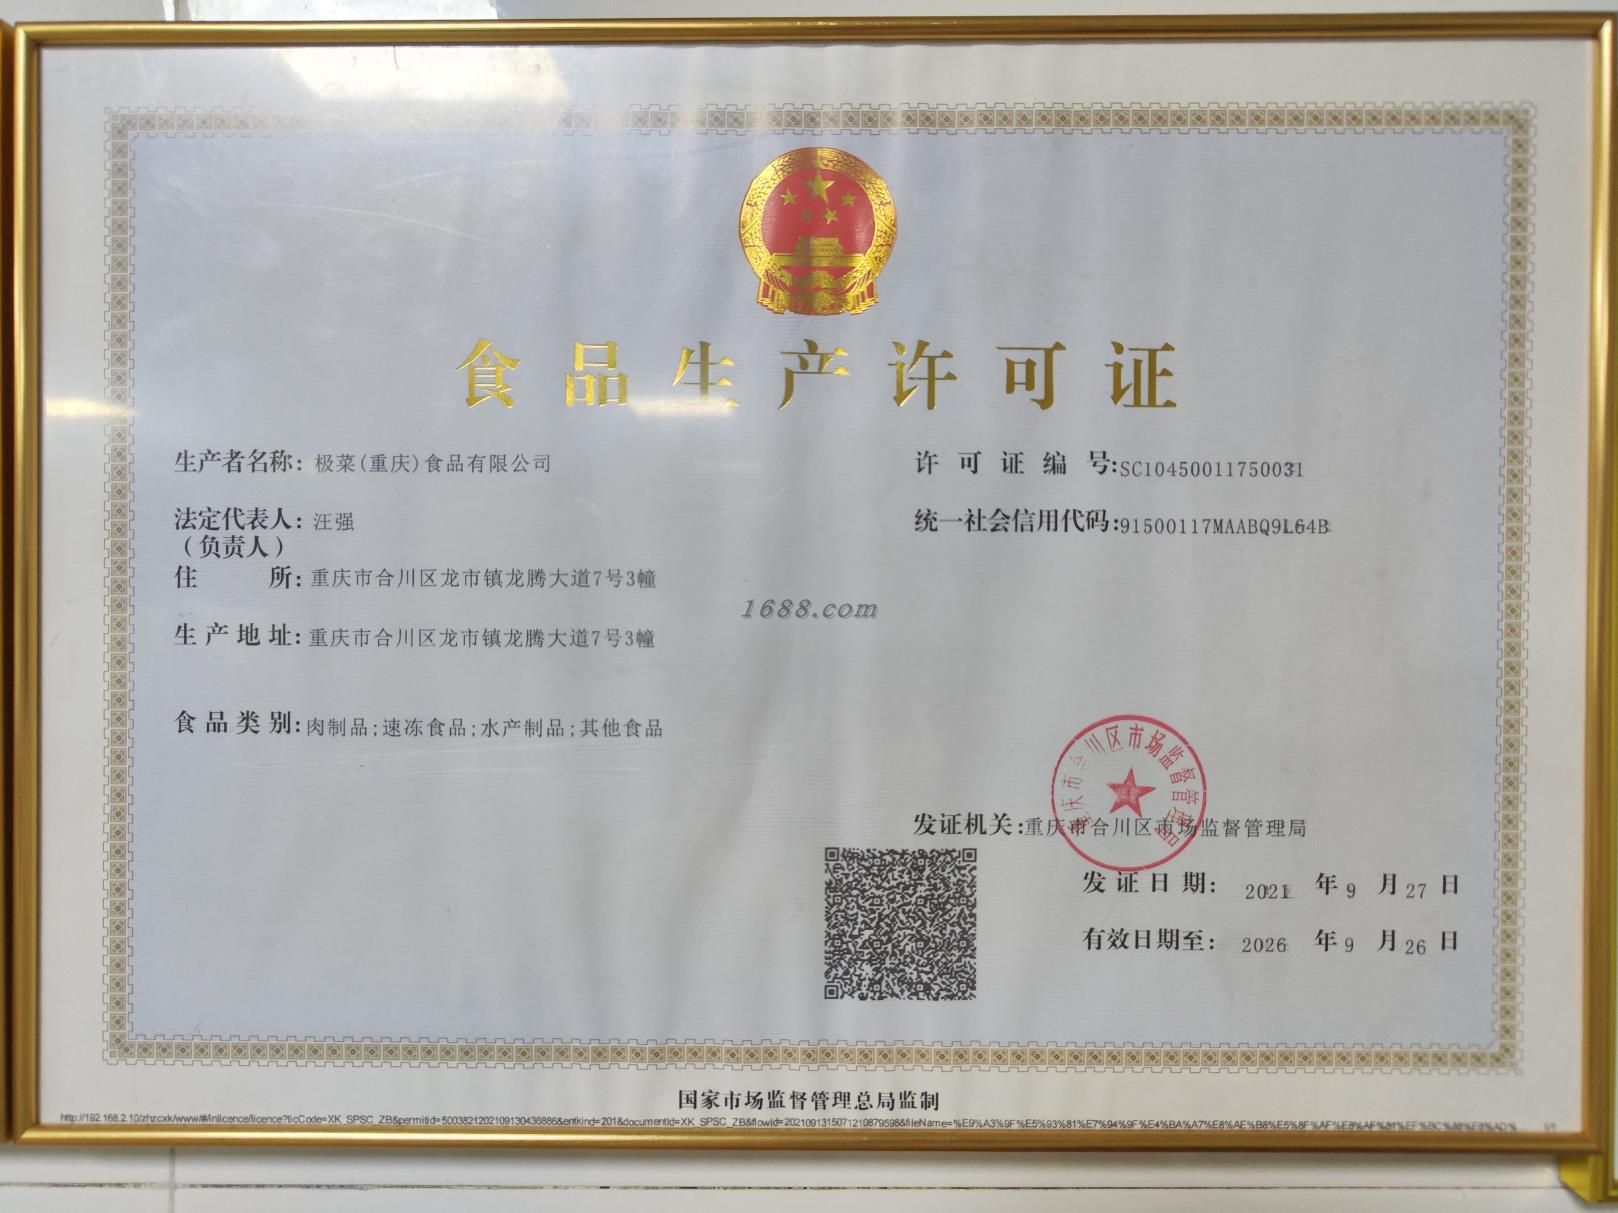 食品生产许可证
生产者名称：极菜(重庆)食品有限公司
许可证编号:SC10450011750031
法定代表人：汪强
（负责人）
统一社会信用代码:91500117MAABQ9L64B
住所：重庆市合川区龙市镇龙腾大道7号3幢
1688.com
生产地址：重庆市合川区龙市镇龙腾大道7号3幢
食品类别：肉制品;速冻食品;水产制品;其他食品
重庆市合川区市场监督管理局
发证机关:重庆市合川区市场监督管理局
发证日期：2021年9月27日
有效日期至：2026年9月26日
国家市场监督管理总局监制